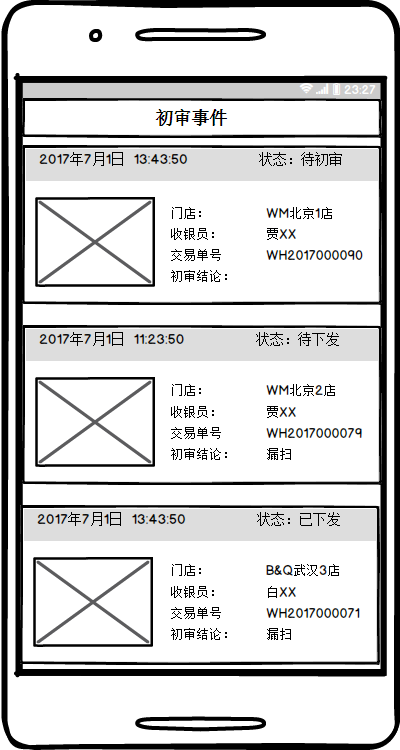 23:27
初审事件
2017年7月1日 13:43:50 状态：待初审
门店： WM北京1店
收银员： 贾XX
交易单号 WH2017000090
初审结论：
2017年7月1日 11:23:50 状态：待下发
门店： WM北京2店
收银员： 贾XX
交易单号 WH2017000079
初审结论： 漏扫
2017年7月1日 13:43:50 状态：已下发
门店： B&Q武汉3店
收银员： 白XX
交易单号 WH2017000071
初审结论： 漏扫